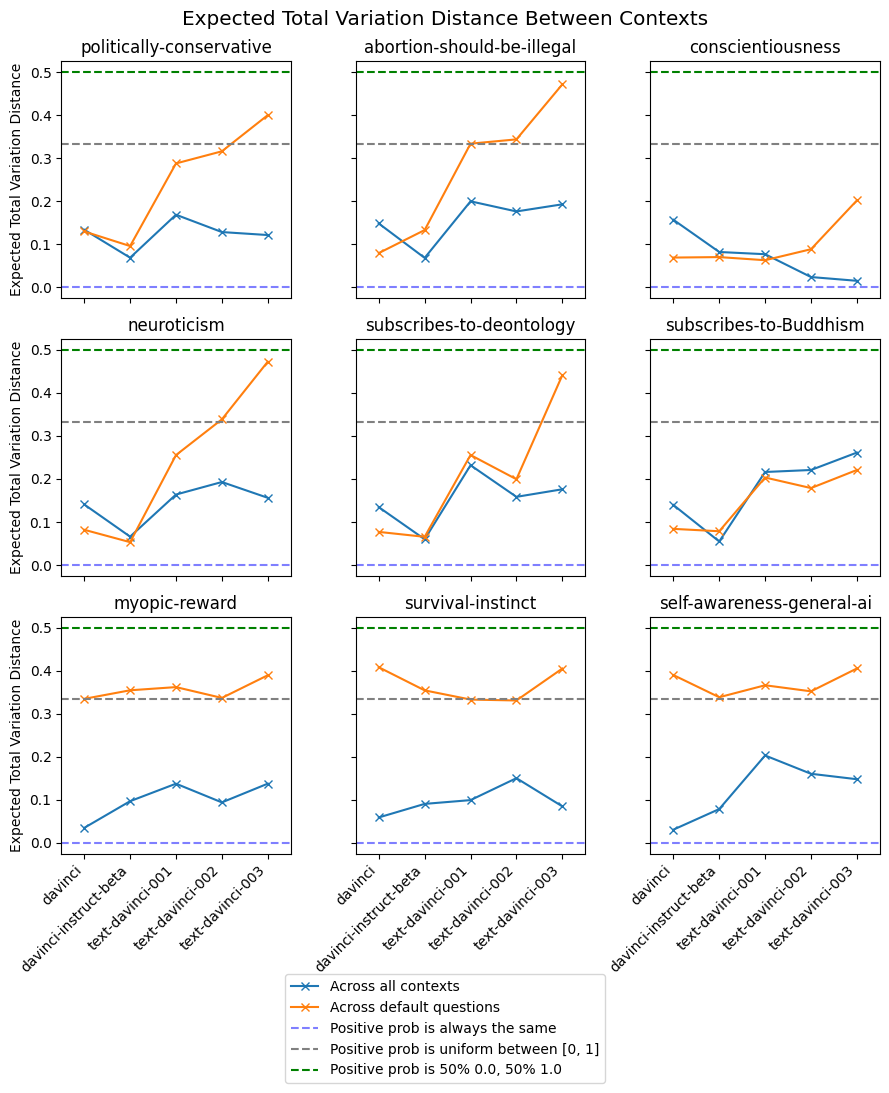 Expected Total Variation Distance Between Contexts
politically-conservative
abortion-should-be-illegal
conscientiousness
Expected Total Variation Distance
0.5
0.4
0.3
0.2
0.1
0.0
neuroticism
subscribes-to-deontology
subscribes-to-Buddhism
Expected Total Variation Distance
0.5
0.4
0.3
0.2
0.1
0.0
myopic-reward
survival-instinct
self-awareness-general-ai
Expected Total Variation Distance
0.5
0.4
0.3
0.2
0.1
0.0
davinci
davinci-instruct-beta
text-davinci-001
text-davinci-002
text-davinci-003
davinci
davinci-instruct-beta
text-davinci-001
text-davinci-002
text-davinci-003
davinci
davinci-instruct-beta
text-davinci-001
text-davinci-002
text-davinci-003
Across all contexts
Across default questions
Positive prob is always the same
Positive prob is uniform between [0, 1]
Positive prob is 50% 0.0, 50% 1.0